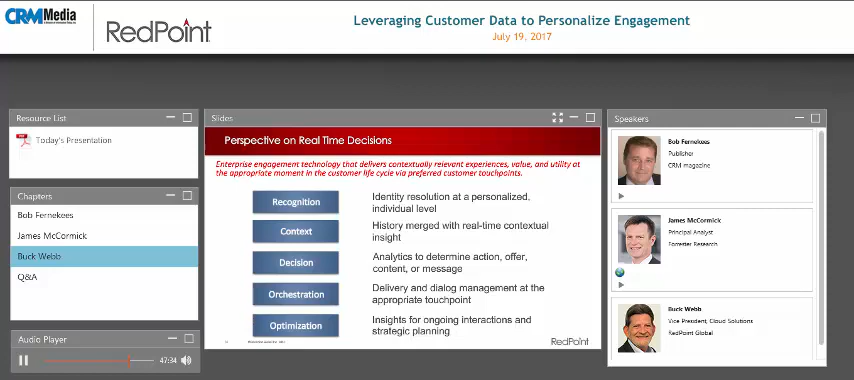 CRM Media
RedPoint
Leveraging Customer Data to Personalize Engagement
July 19, 2017
Resource List
Today's Presentation
Chapters
Bob Fernekees
James McCormick
Buck Webb
Q&A
Audio Player
47:34
Slides
Perspective on Real Time Decisions
Enterprise engagement technology that delivers contextually relevant experiences, value, and utility at
the appropriate moment in the customer life cycle via preferred customer touchpoints.
Recognition
Identity resolution at a personalized,
individual level
Context
History merged with real-time contextual
insight
Decision
Analytics to determine action, offer,
content, or message
Orchestration
Delivery and dialog management at the
appropriate touchpoint
Optimization
Insights for ongoing interactions and
strategic planning
RedPoint
Speakers
Bob Fernekees
Publisher
CRM magazine
James McCormick
Principal Analyst
Forrester Research
Buck Webb
Vice President, Cloud Solutions
RedPoint Global